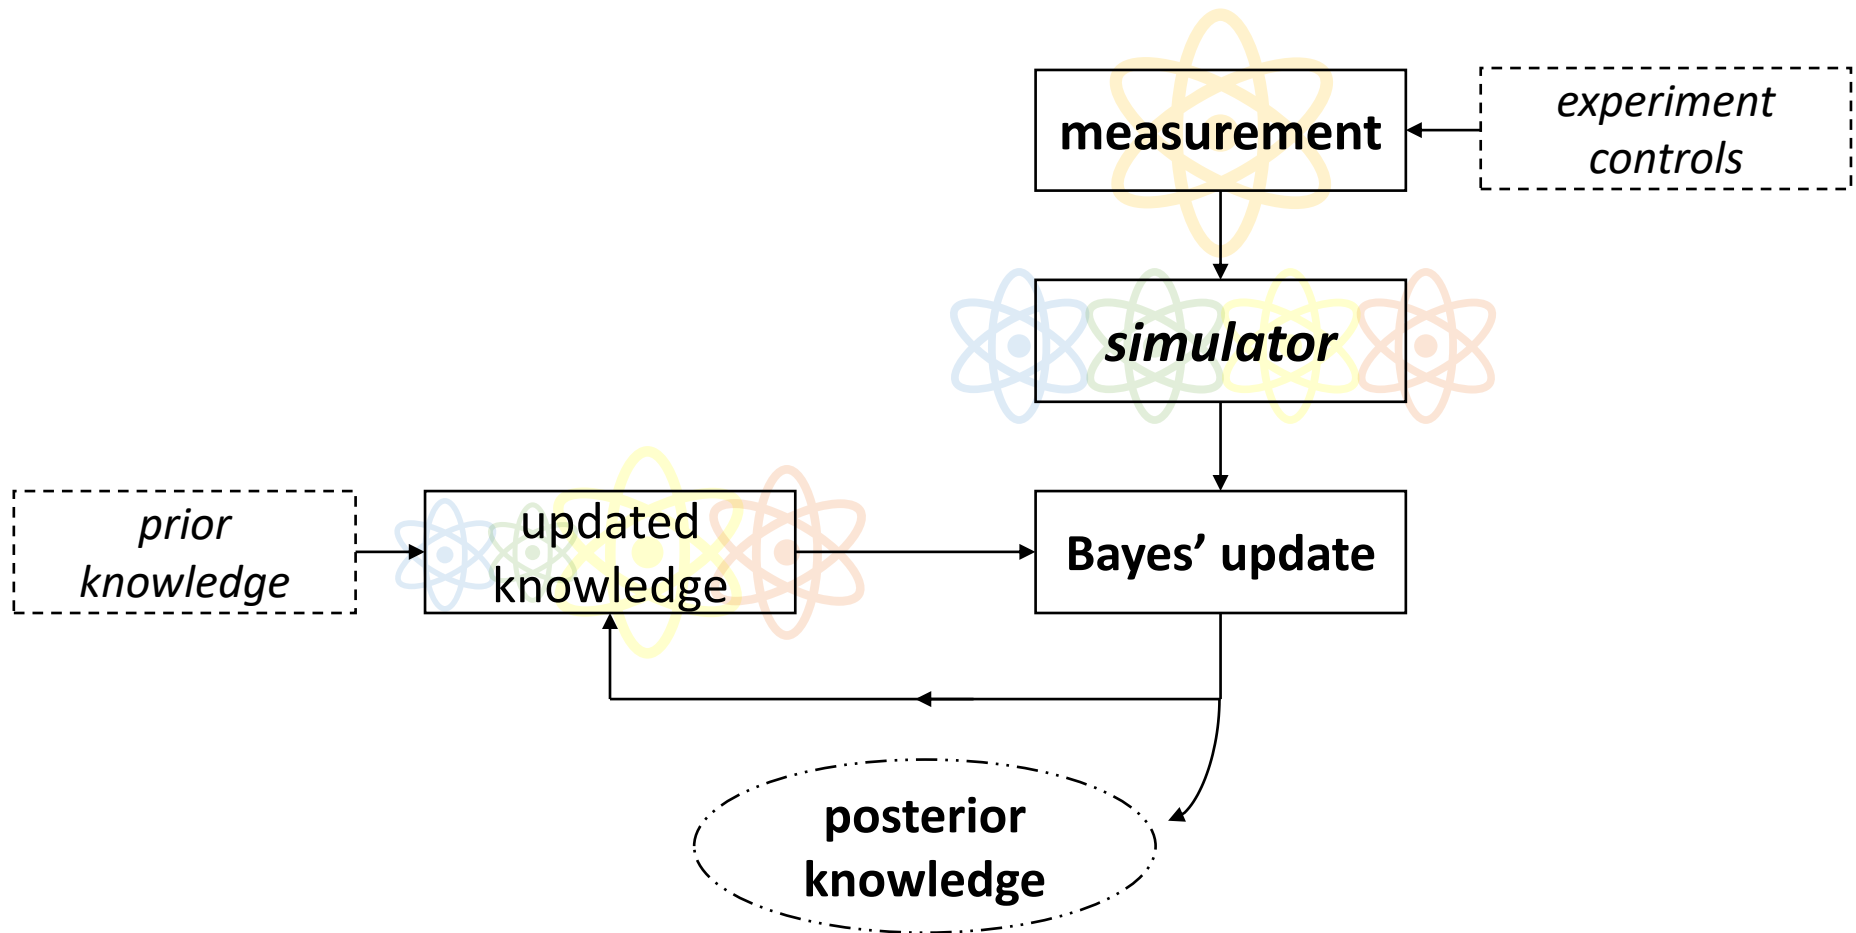 measurement
experiment
controls
simulator
prior
knowledge
updated
knowledge
Bayes’ update
posterior
knowledge